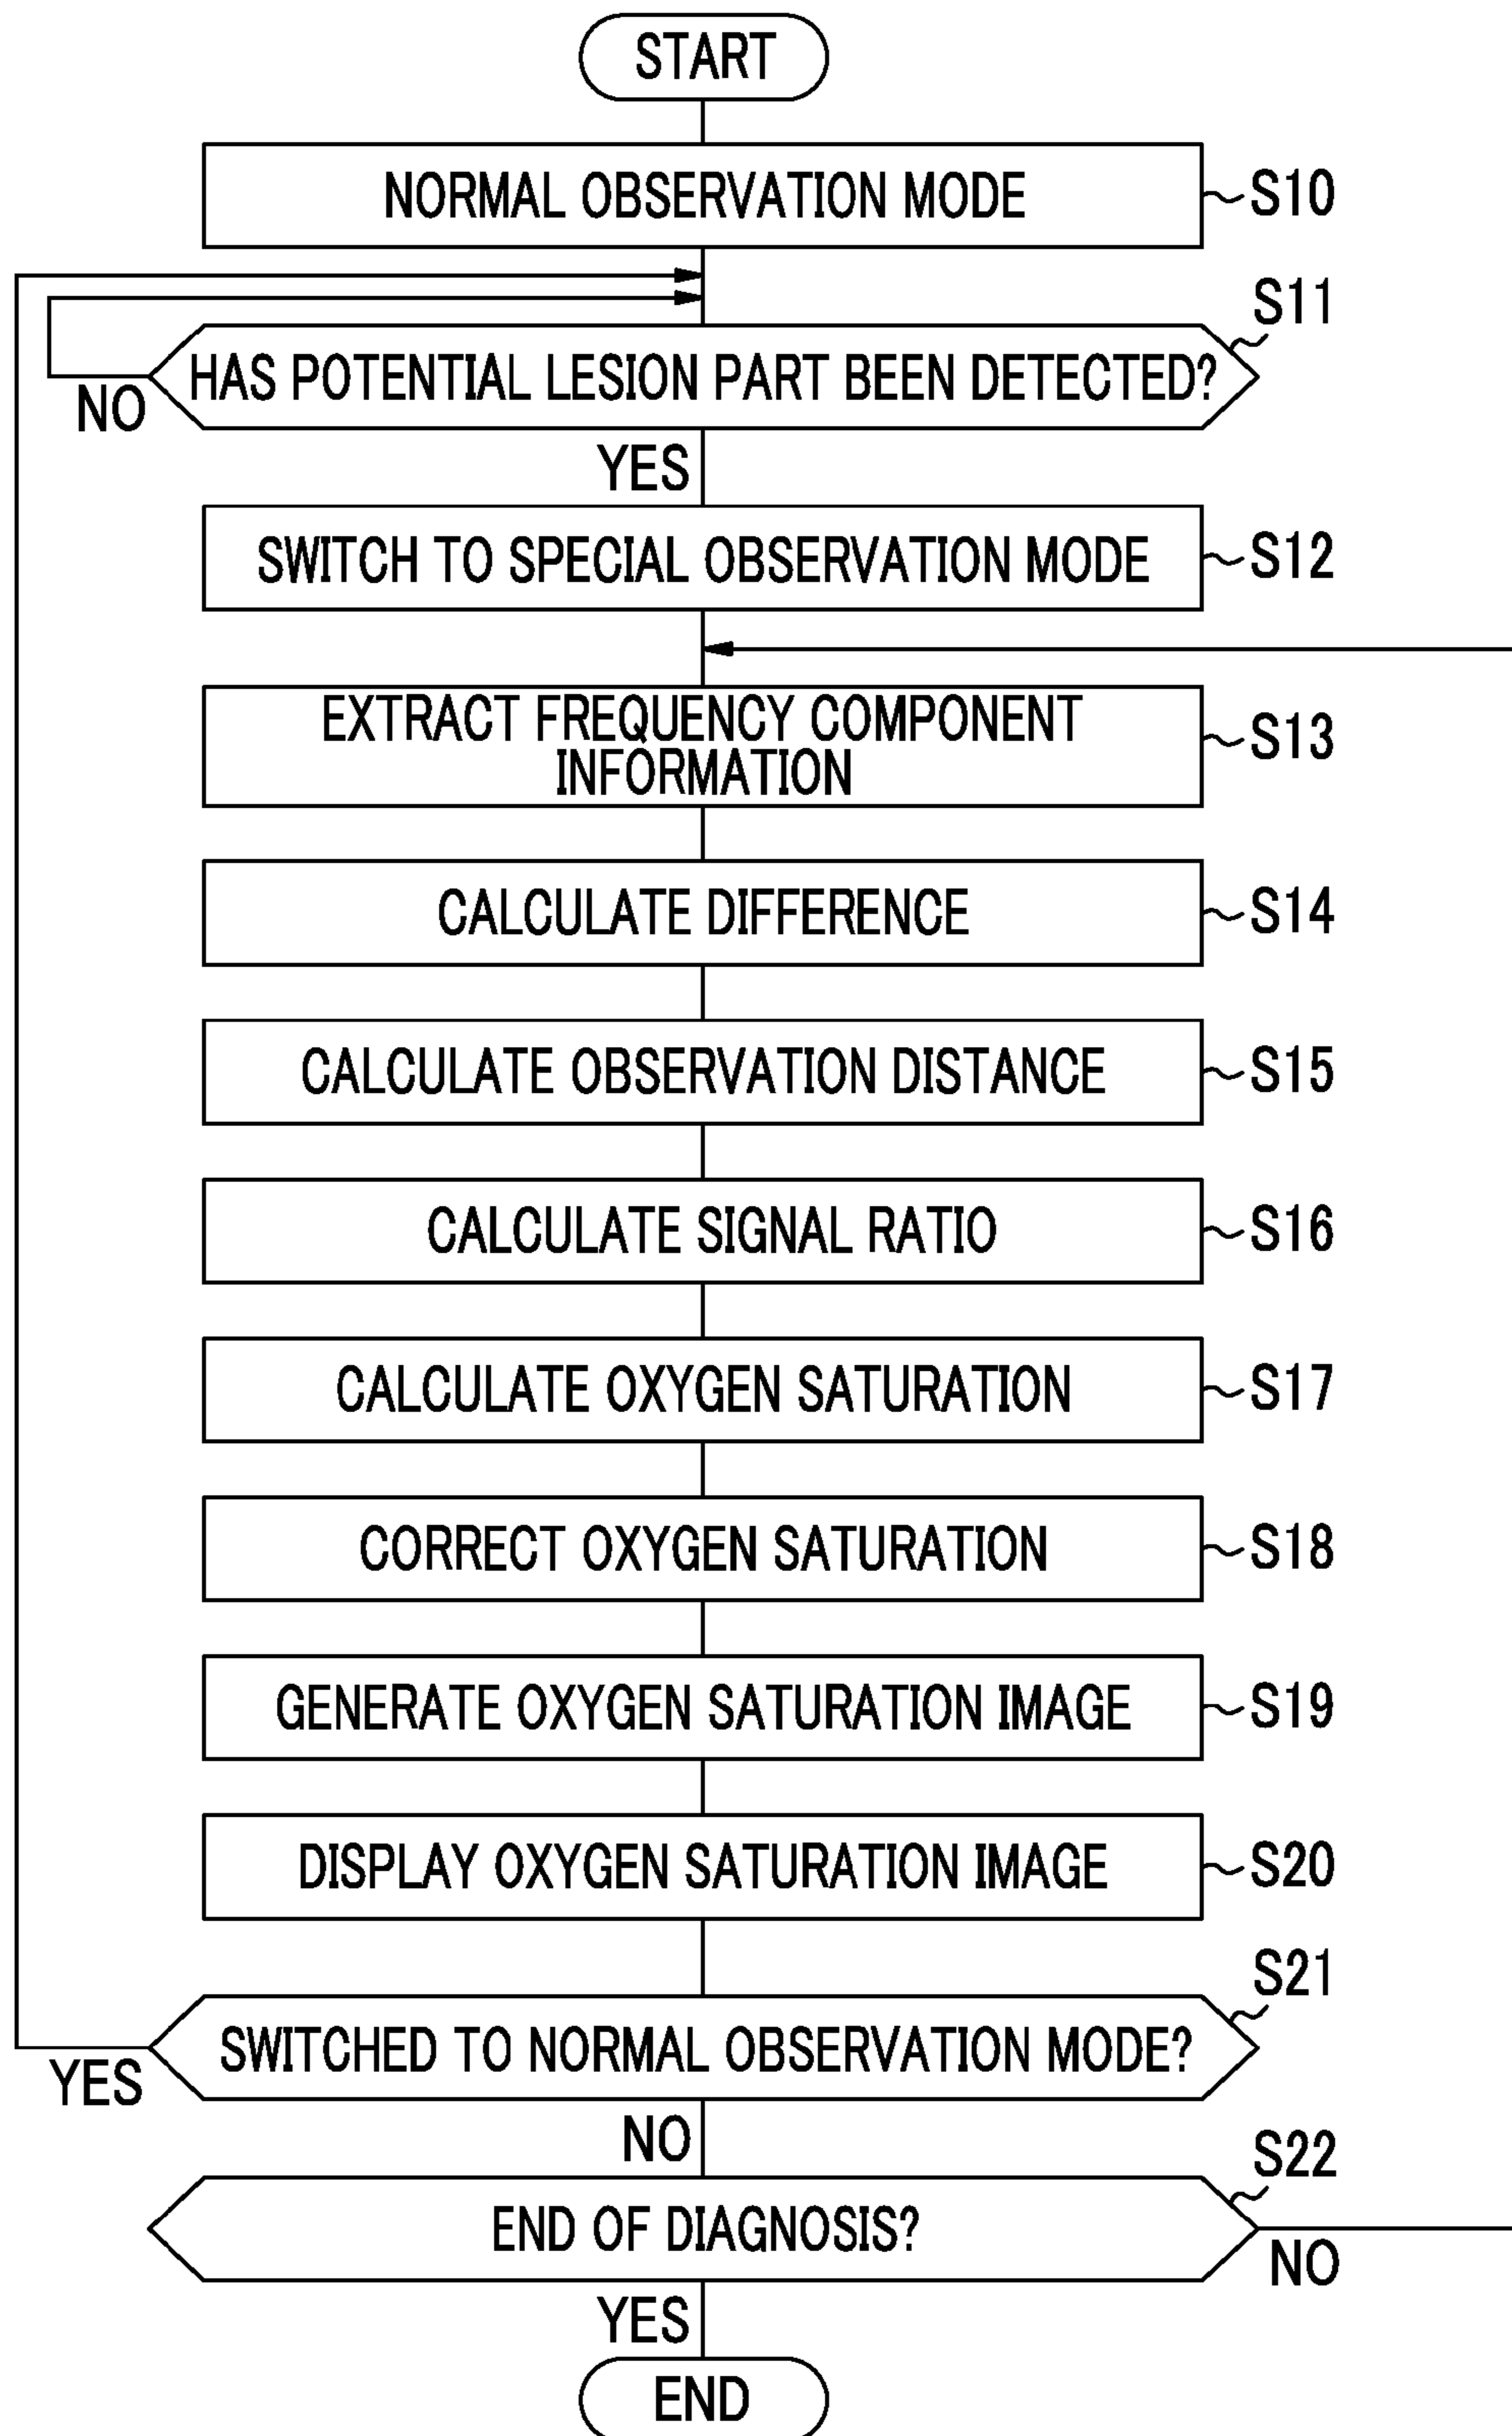 START
NORMAL OBSERVATION MODE
S10
S11
HAS POTENTIAL LESION PART BEEN DETECTED?
NO
YES
SWITCH TO SPECIAL OBSERVATION MODE
S12
EXTRACT FREQUENCY COMPONENT
INFORMATION
S13
CALCULATE DIFFERENCE
S14
CALCULATE OBSERVATION DISTANCE
S15
CALCULATE SIGNAL RATIO
S16
CALCULATE OXYGEN SATURATION
S17
CORRECT OXYGEN SATURATION
S18
GENERATE OXYGEN SATURATION IMAGE
S19
DISPLAY OXYGEN SATURATION IMAGE
S20
S21
SWITCHED TO NORMAL OBSERVATION MODE?
YES
NO
S22
END OF DIAGNOSIS?
NO
YES
END